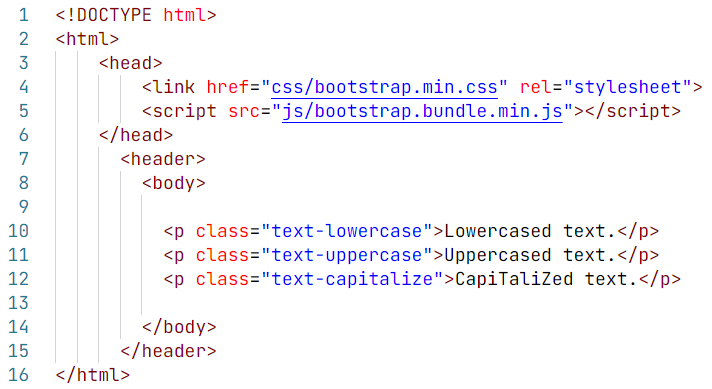 1 <!DOCTYPE html>
2 <html>
3     <head>
4         <link href="css/bootstrap.min.css" rel="stylesheet">
5         <script src="js/bootstrap.bundle.min.js"></script>
6     </head>
7       <header>
8         <body>
9
10           <p class="text-lowercase">Lowercased text.</p>
11           <p class="text-uppercase">Uppercased text.</p>
12           <p class="text-capitalize">CapiTaliZed text.</p>
13
14         </body>
15       </header>
16 </html>